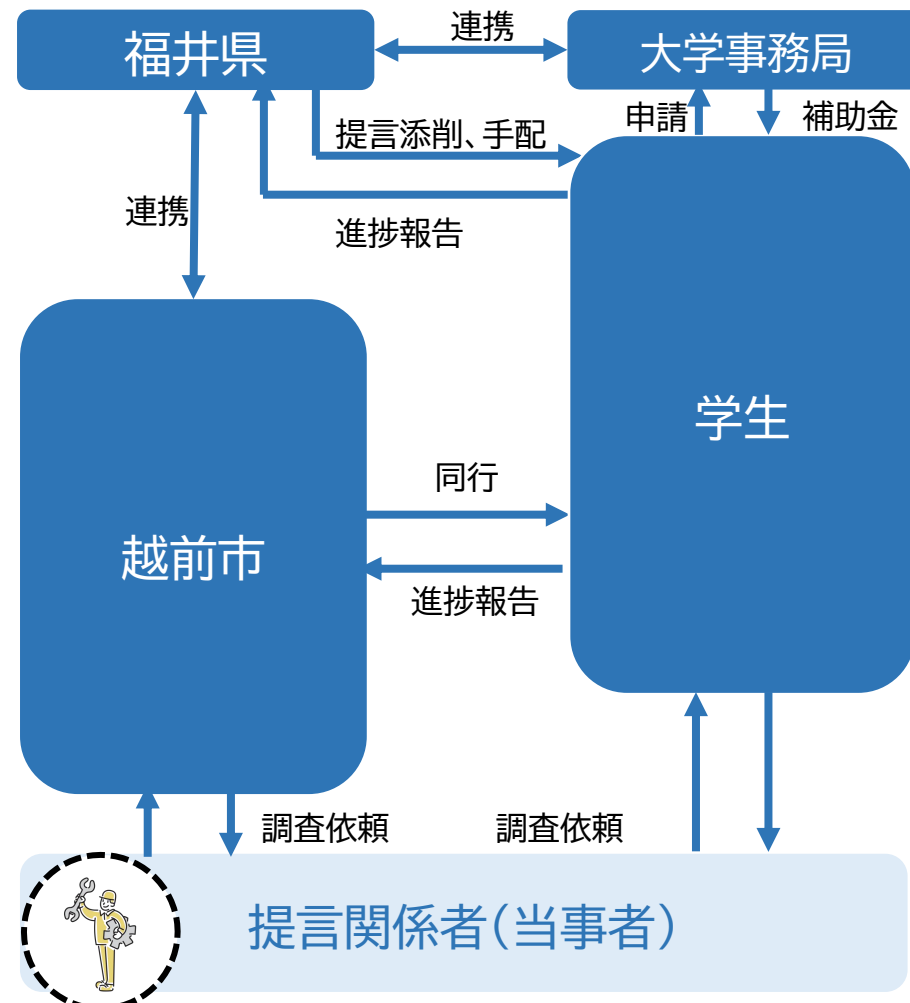 連携
福井県
大学事務局
申請
補助金
提言添削、手配
連携
進捗報告
学生
同行
越前市
進捗報告
調査依頼
調査依頼
提言関係者(当事者)